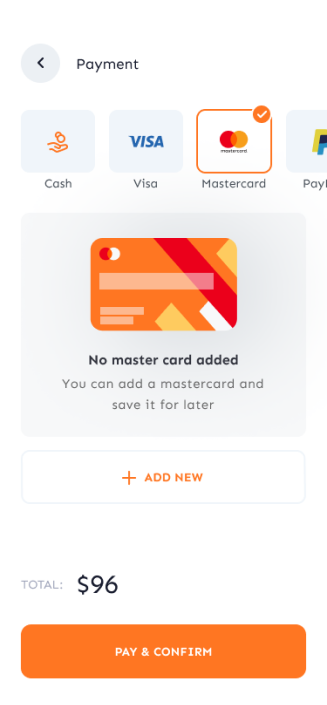 Payment
VISA
mastercard
Cash
Visa
Mastercard
No master card added
You can add a mastercard and
save it for later
ADD NEW
TOTAL:
$96
PAY & CONFIRM